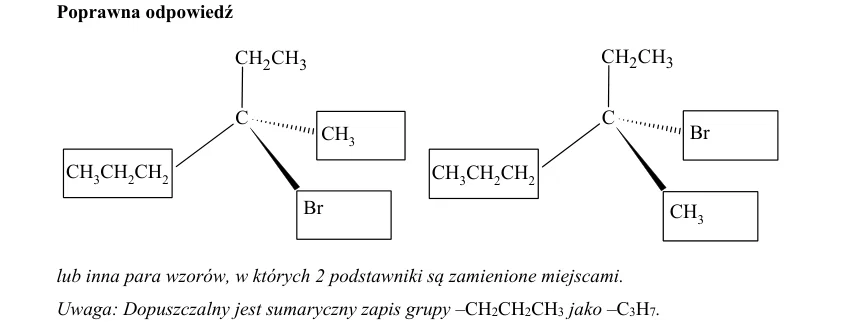 Poprawna odpowiedź
CH₂CH₃ CH₂CH₃
C C
CH₃ Br
CH₃CH₂CH₂ CH₃CH₂CH₂
Br CH₃
lub inna para wzorów, w których 2 podstawniki są zamienione miejscami.
Uwaga: Dopuszczalny jest sumaryczny zapis grupy –CH₂CH₂CH₃ jako –C₃H₇.